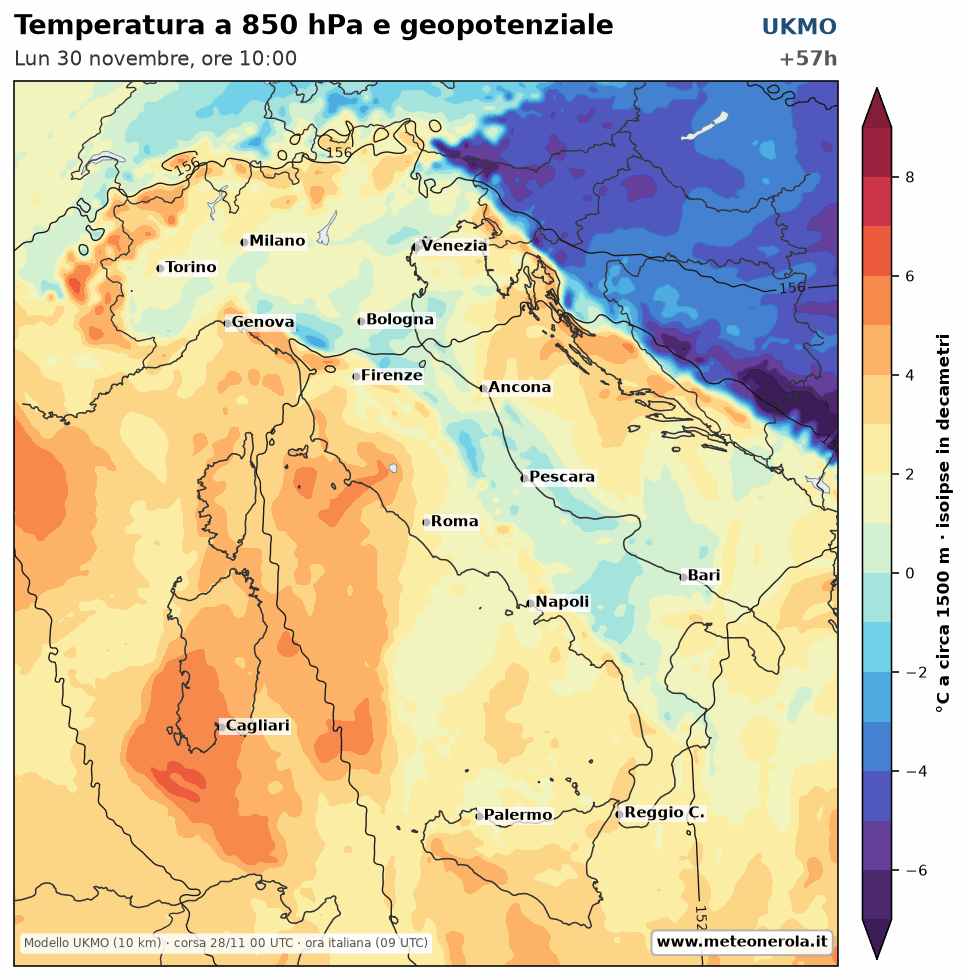 Temperatura a 850 hPa e geopotenziale
UKMO
Lun 30 novembre, ore 10:00
+57h
156
156
Milano
Venezia
Torino
156
Genova
Bologna
Firenze
Ancona
Pescara
Roma
Bari
Napoli
Cagliari
Palermo
Reggio C.
152
8
6
4
2
0
−2
−4
−6
°C a circa 1500 m · isoipse in decametri
Modello UKMO (10 km) · corsa 28/11 00 UTC · ora italiana (09 UTC)
www.meteonerola.it